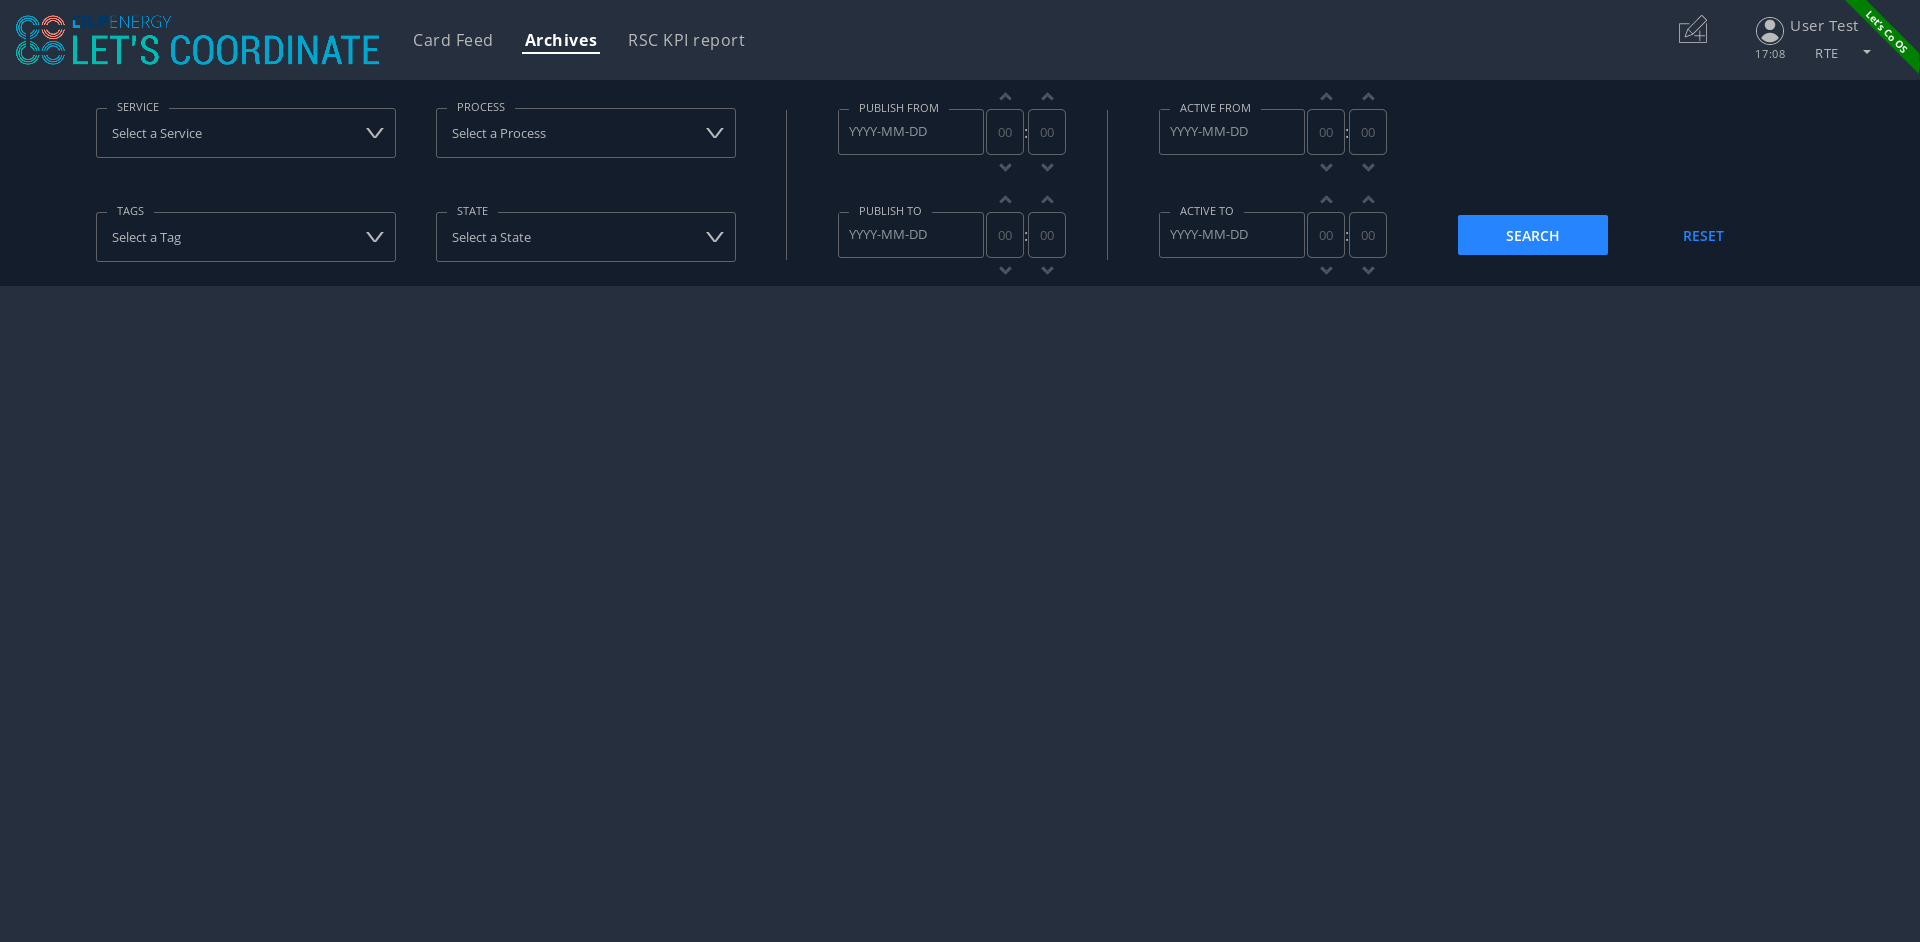 LF ENERGY
LET'S COORDINATE
Card Feed
Archives
RSC KPI report
User Test
17:08
RTE
Let's Co OS
SERVICE
Select a Service
PROCESS
Select a Process
PUBLISH FROM
YYYY-MM-DD
00
:
00
ACTIVE FROM
YYYY-MM-DD
00
:
00
TAGS
Select a Tag
STATE
Select a State
PUBLISH TO
YYYY-MM-DD
00
:
00
ACTIVE TO
YYYY-MM-DD
00
:
00
SEARCH
RESET